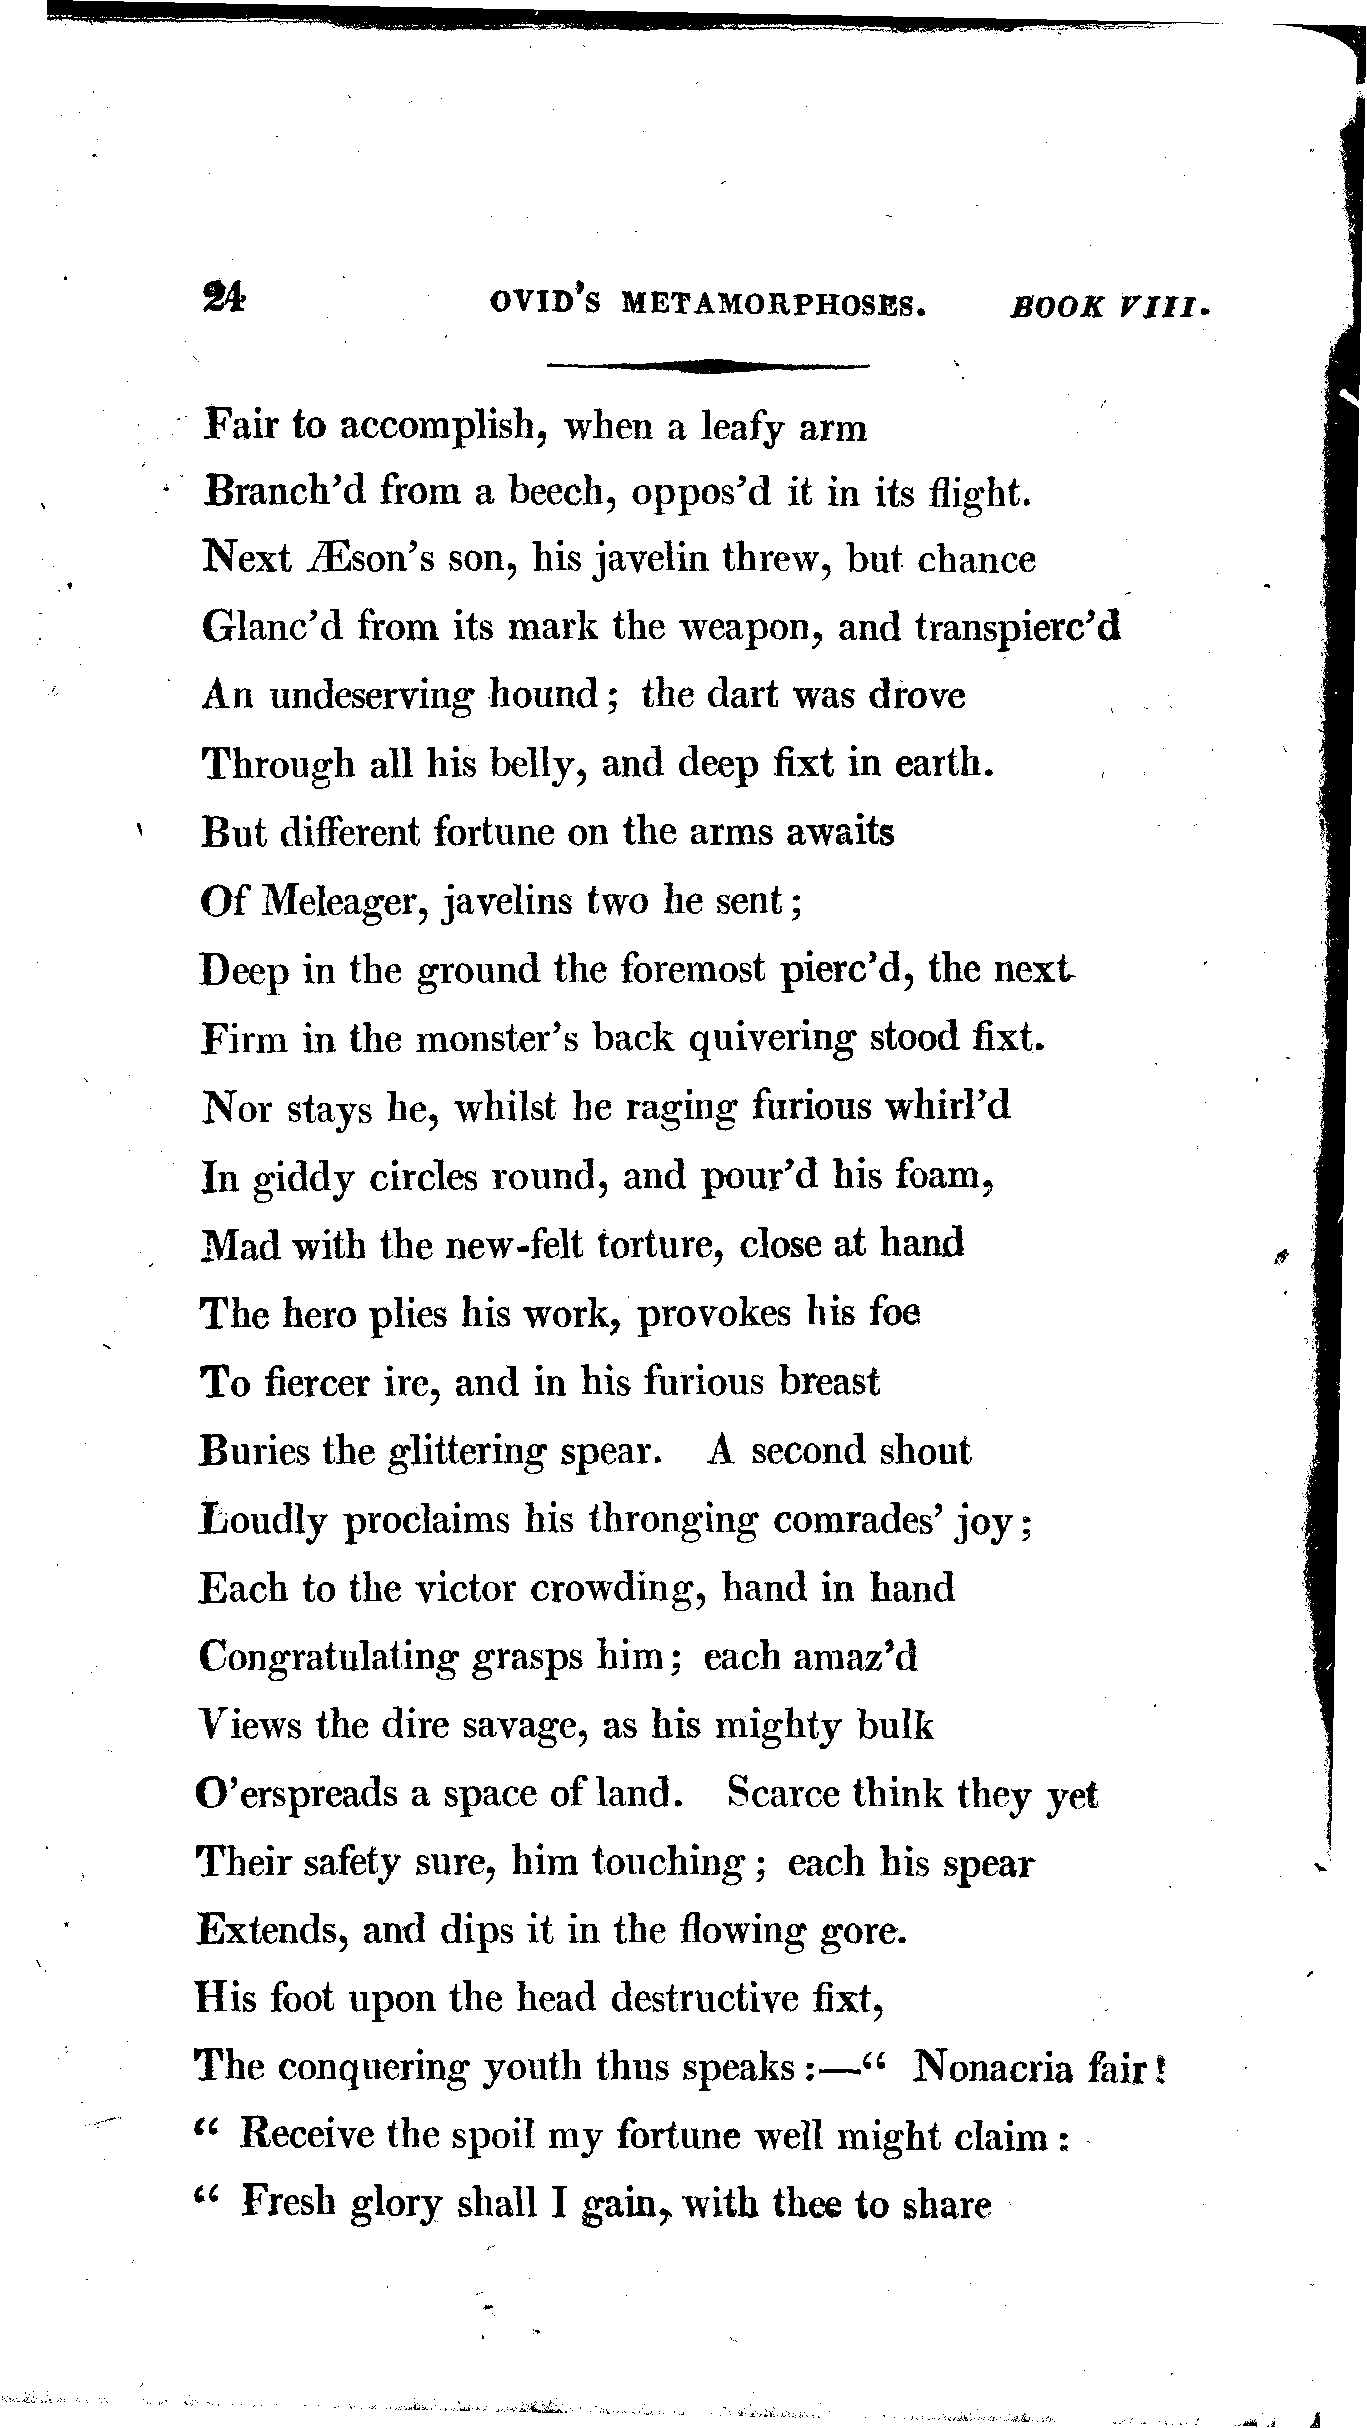 24 OVID'S METAMORPHOSES. BOOK VIII.
Fair to accomplish, when a leafy arm
Branch'd from a beech, oppos'd it in its flight.
Next Æson's son, his javelin threw, but chance
Glanc'd from its mark the weapon, and transpierc'd
An undeserving hound; the dart was drove
Through all his belly, and deep fixt in earth.
But different fortune on the arms awaits
Of Meleager, javelins two he sent;
Deep in the ground the foremost pierc'd, the next
Firm in the monster's back quivering stood fixt.
Nor stays he, whilst he raging furious whirl'd
In giddy circles round, and pour'd his foam,
Mad with the new-felt torture, close at hand
The hero plies his work, provokes his foe
To fiercer ire, and in his furious breast
Buries the glittering spear. A second shout
Loudly proclaims his thronging comrades' joy;
Each to the victor crowding, hand in hand
Congratulating grasps him; each amaz'd
Views the dire savage, as his mighty bulk
O'erspreads a space of land. Scarce think they yet
Their safety sure, him touching; each his spear
Extends, and dips it in the flowing gore.
His foot upon the head destructive fixt,
The conquering youth thus speaks:—“ Nonacria fair!
“ Receive the spoil my fortune well might claim:
“ Fresh glory shall I gain, with thee to share